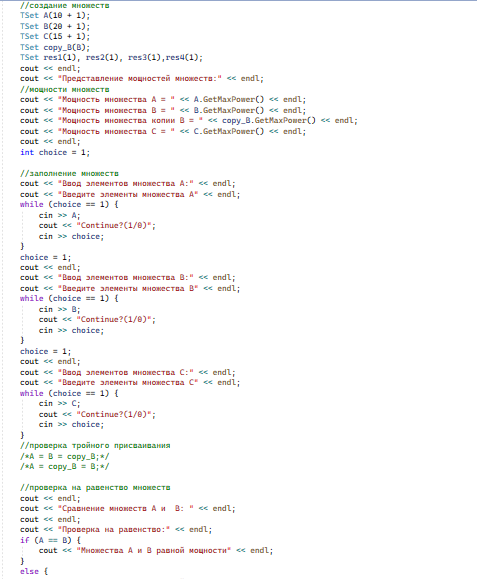 //создание множеств
TSet A(10 + 1);
TSet B(20 + 1);
TSet C(15 + 1);
TSet copy_B(B);
TSet res1(1), res2(1), res3(1),res4(1);
cout << endl;
cout << "Представление мощностей множеств:" << endl;
//мощности множеств
cout << "Мощность множества A = " << A.GetMaxPower() << endl;
cout << "Мощность множества B = " << B.GetMaxPower() << endl;
cout << "Мощность множества копии B = " << copy_B.GetMaxPower() << endl;
cout << "Мощность множества C = " << C.GetMaxPower() << endl;
cout << endl;
int choice = 1;
//заполнение множеств
cout << "Ввод элементов множества A:" << endl;
cout << "Введите элементы множества A" << endl;
while (choice == 1) {
cin >> A;
cout << "Continue?(1/0)";
cin >> choice;
}
choice = 1;
cout << endl;
cout << "Ввод элементов множества B:" << endl;
cout << "Введите элементы множества B" << endl;
while (choice == 1) {
cin >> B;
cout << "Continue?(1/0)";
cin >> choice;
}
choice = 1;
cout << endl;
cout << "Ввод элементов множества C:" << endl;
cout << "Введите элементы множества C" << endl;
while (choice == 1) {
cin >> C;
cout << "Continue?(1/0)";
cin >> choice;
}
//проверка тройного присваивания
/*A = B = copy_B;*/
/*A = copy_B = B;*/
//проверка на равенство множеств
cout << endl;
cout << "Сравнение множеств A и  B: " << endl;
cout << endl;
cout << "Проверка на равенство:" << endl;
if (A == B) {
cout << "Множества A и B равной мощности" << endl;
}
else {